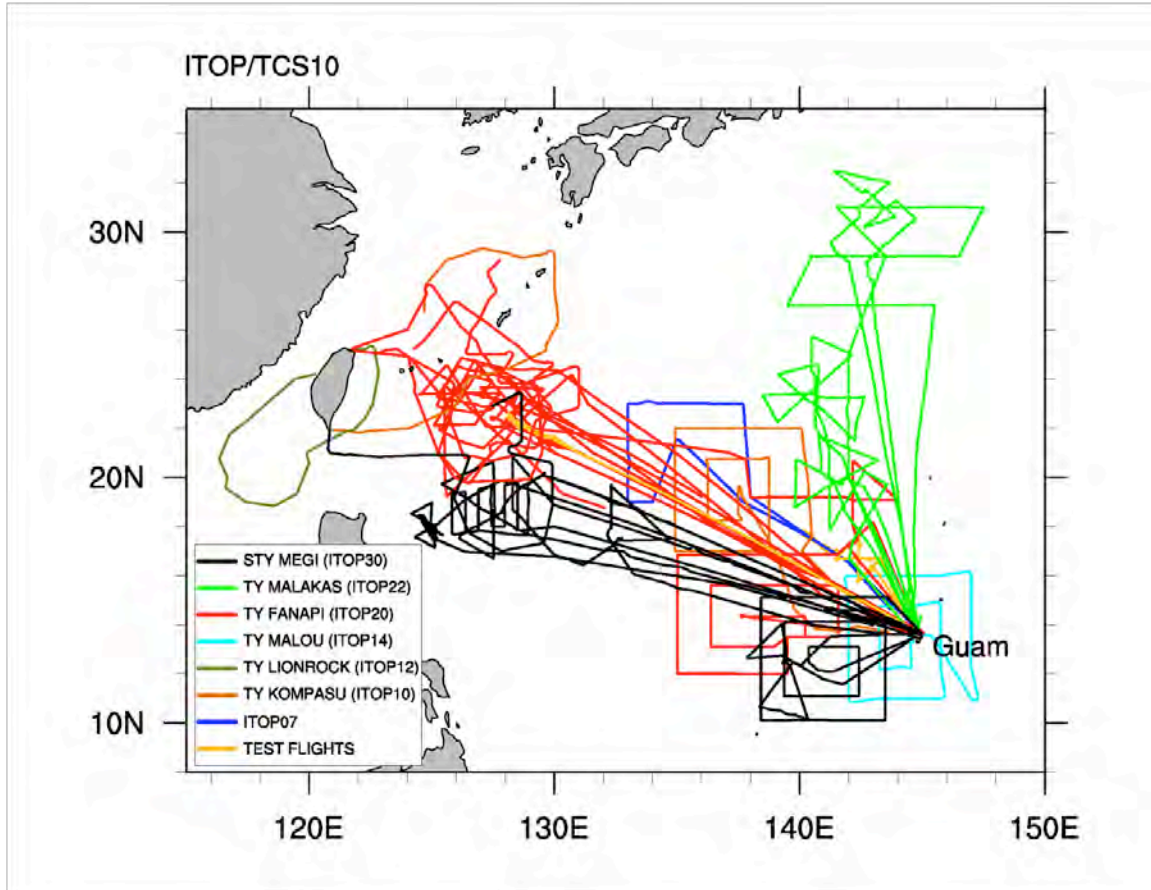 ITOP/TCS10
30N
20N
10N
STY MEGI (ITOP30)
TY MALAKAS (ITOP22)
TY FANAPI (ITOP20)
TY MALOU (ITOP14)
TY LIONROCK (ITOP12)
TY KOMPASU (ITOP10)
ITOP07
TEST FLIGHTS
Guam
120E
130E
140E
150E